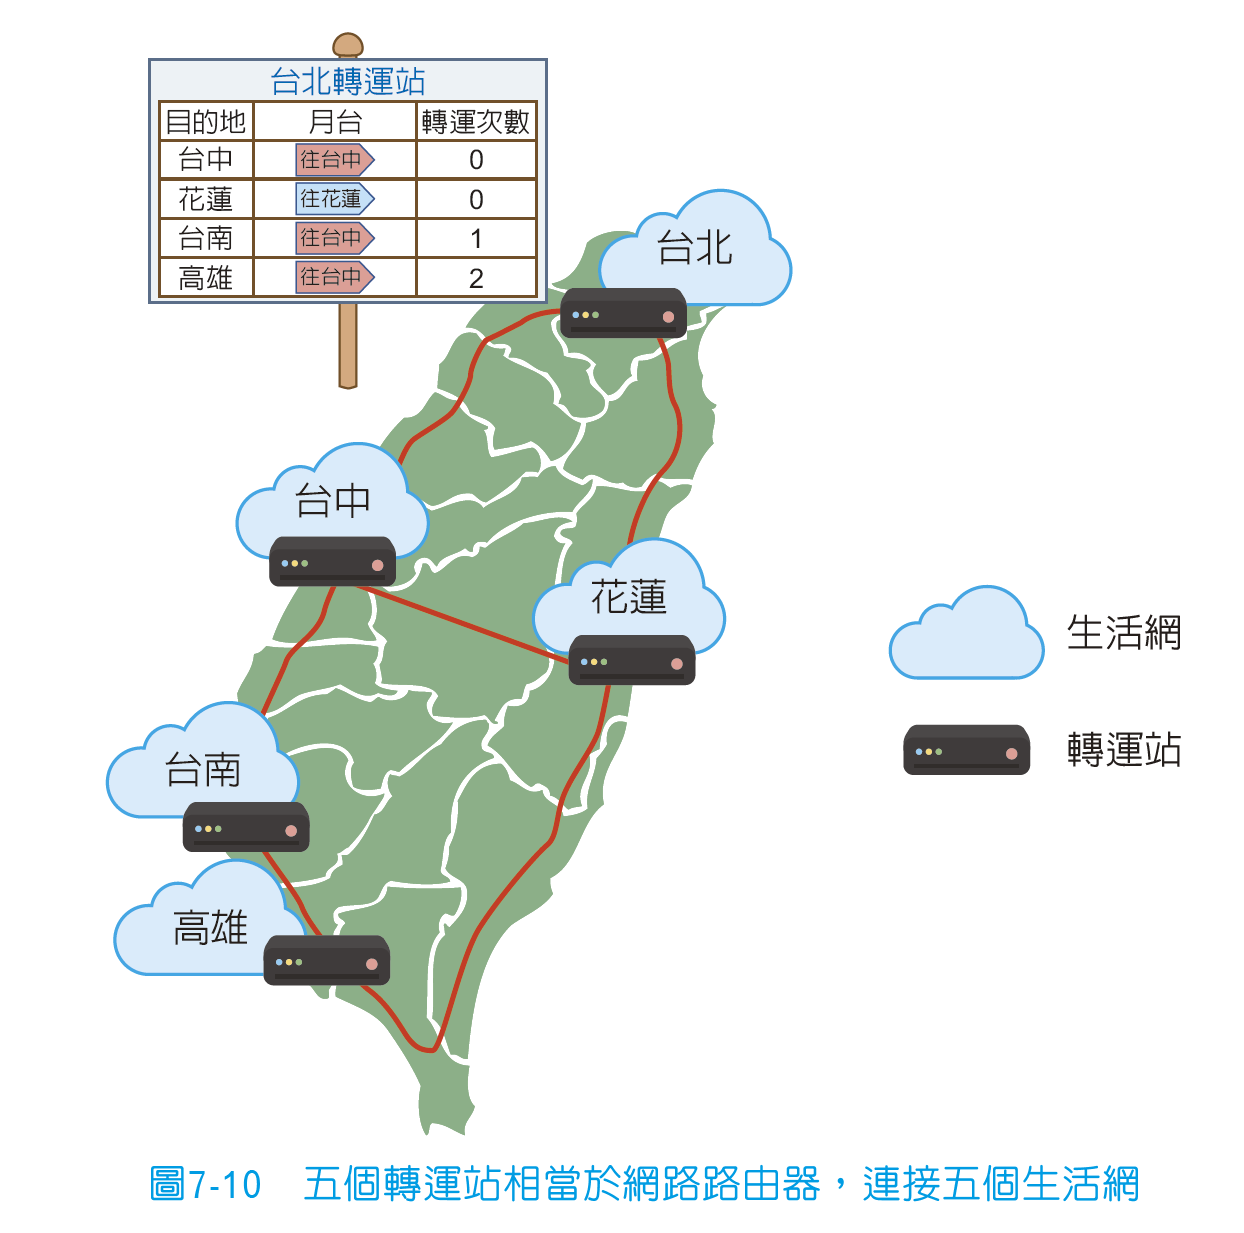 台北轉運站
目的地 月台 轉運次數
台中 往台中 0
花蓮 往花蓮 0
台南 往台中 1
高雄 往台中 2
台北
台中
花蓮
生活網
轉運站
台南
高雄
圖7-10 五個轉運站相當於網路路由器，連接五個生活網